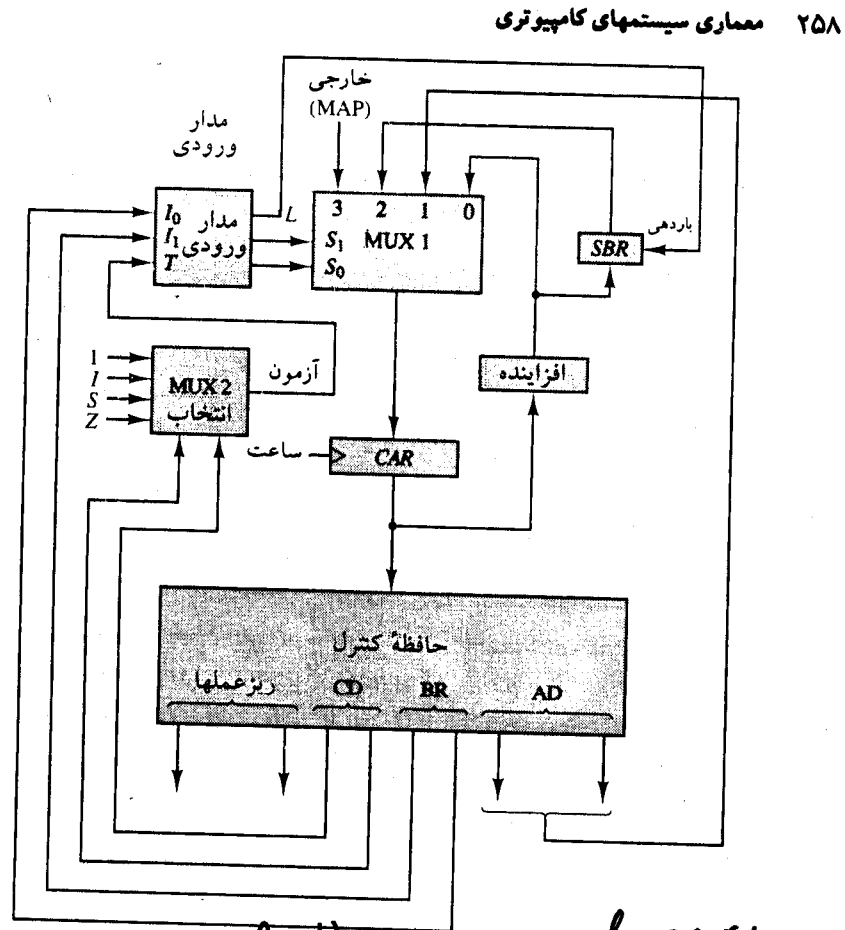 ۲۵۸ معماری سیستمهای کامپیوتری
خارجی
(MAP)
مدار
ورودی
باردهی
I0
I1
T
مدار
ورودی
L
3 2 1 0
S1 MUX 1
S0
SBR
افزاینده
1
I
S
Z
MUX 2
انتخاب
آزمون
ساعت
CAR
حافظهٔ کنترل
ریزعملها CD BR AD